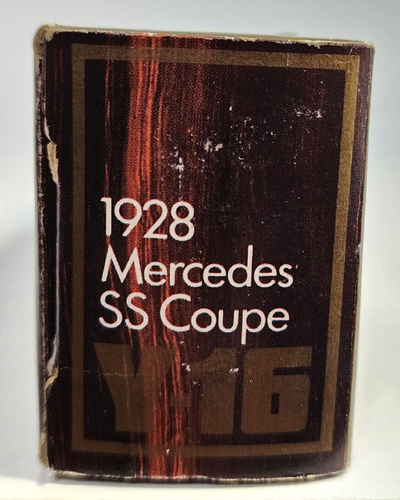 1928
Mercedes
SS Coupe
Y-16